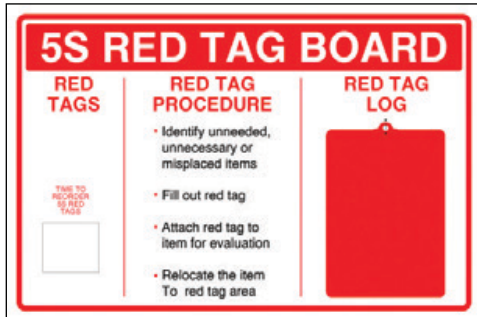 5S RED TAG BOARD
RED
TAGS
TIME TO
REORDER
5S RED
TAGS
RED TAG
PROCEDURE
• Identify unneeded,
unnecessary or
misplaced items
• Fill out red tag
• Attach red tag to
item for evaluation
• Relocate the item
To red tag area
RED TAG
LOG